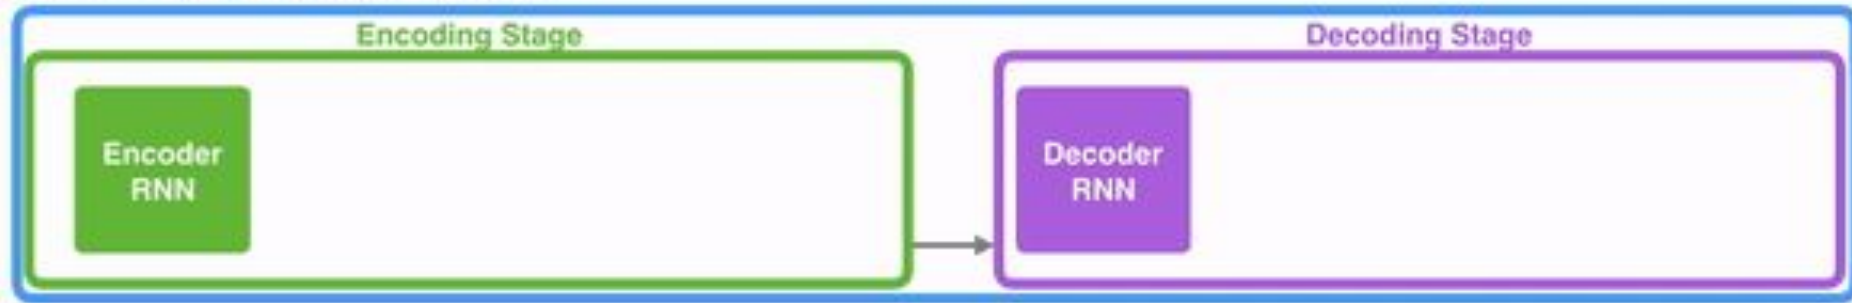 Encoding Stage
Decoding Stage
Encoder
RNN
Decoder
RNN